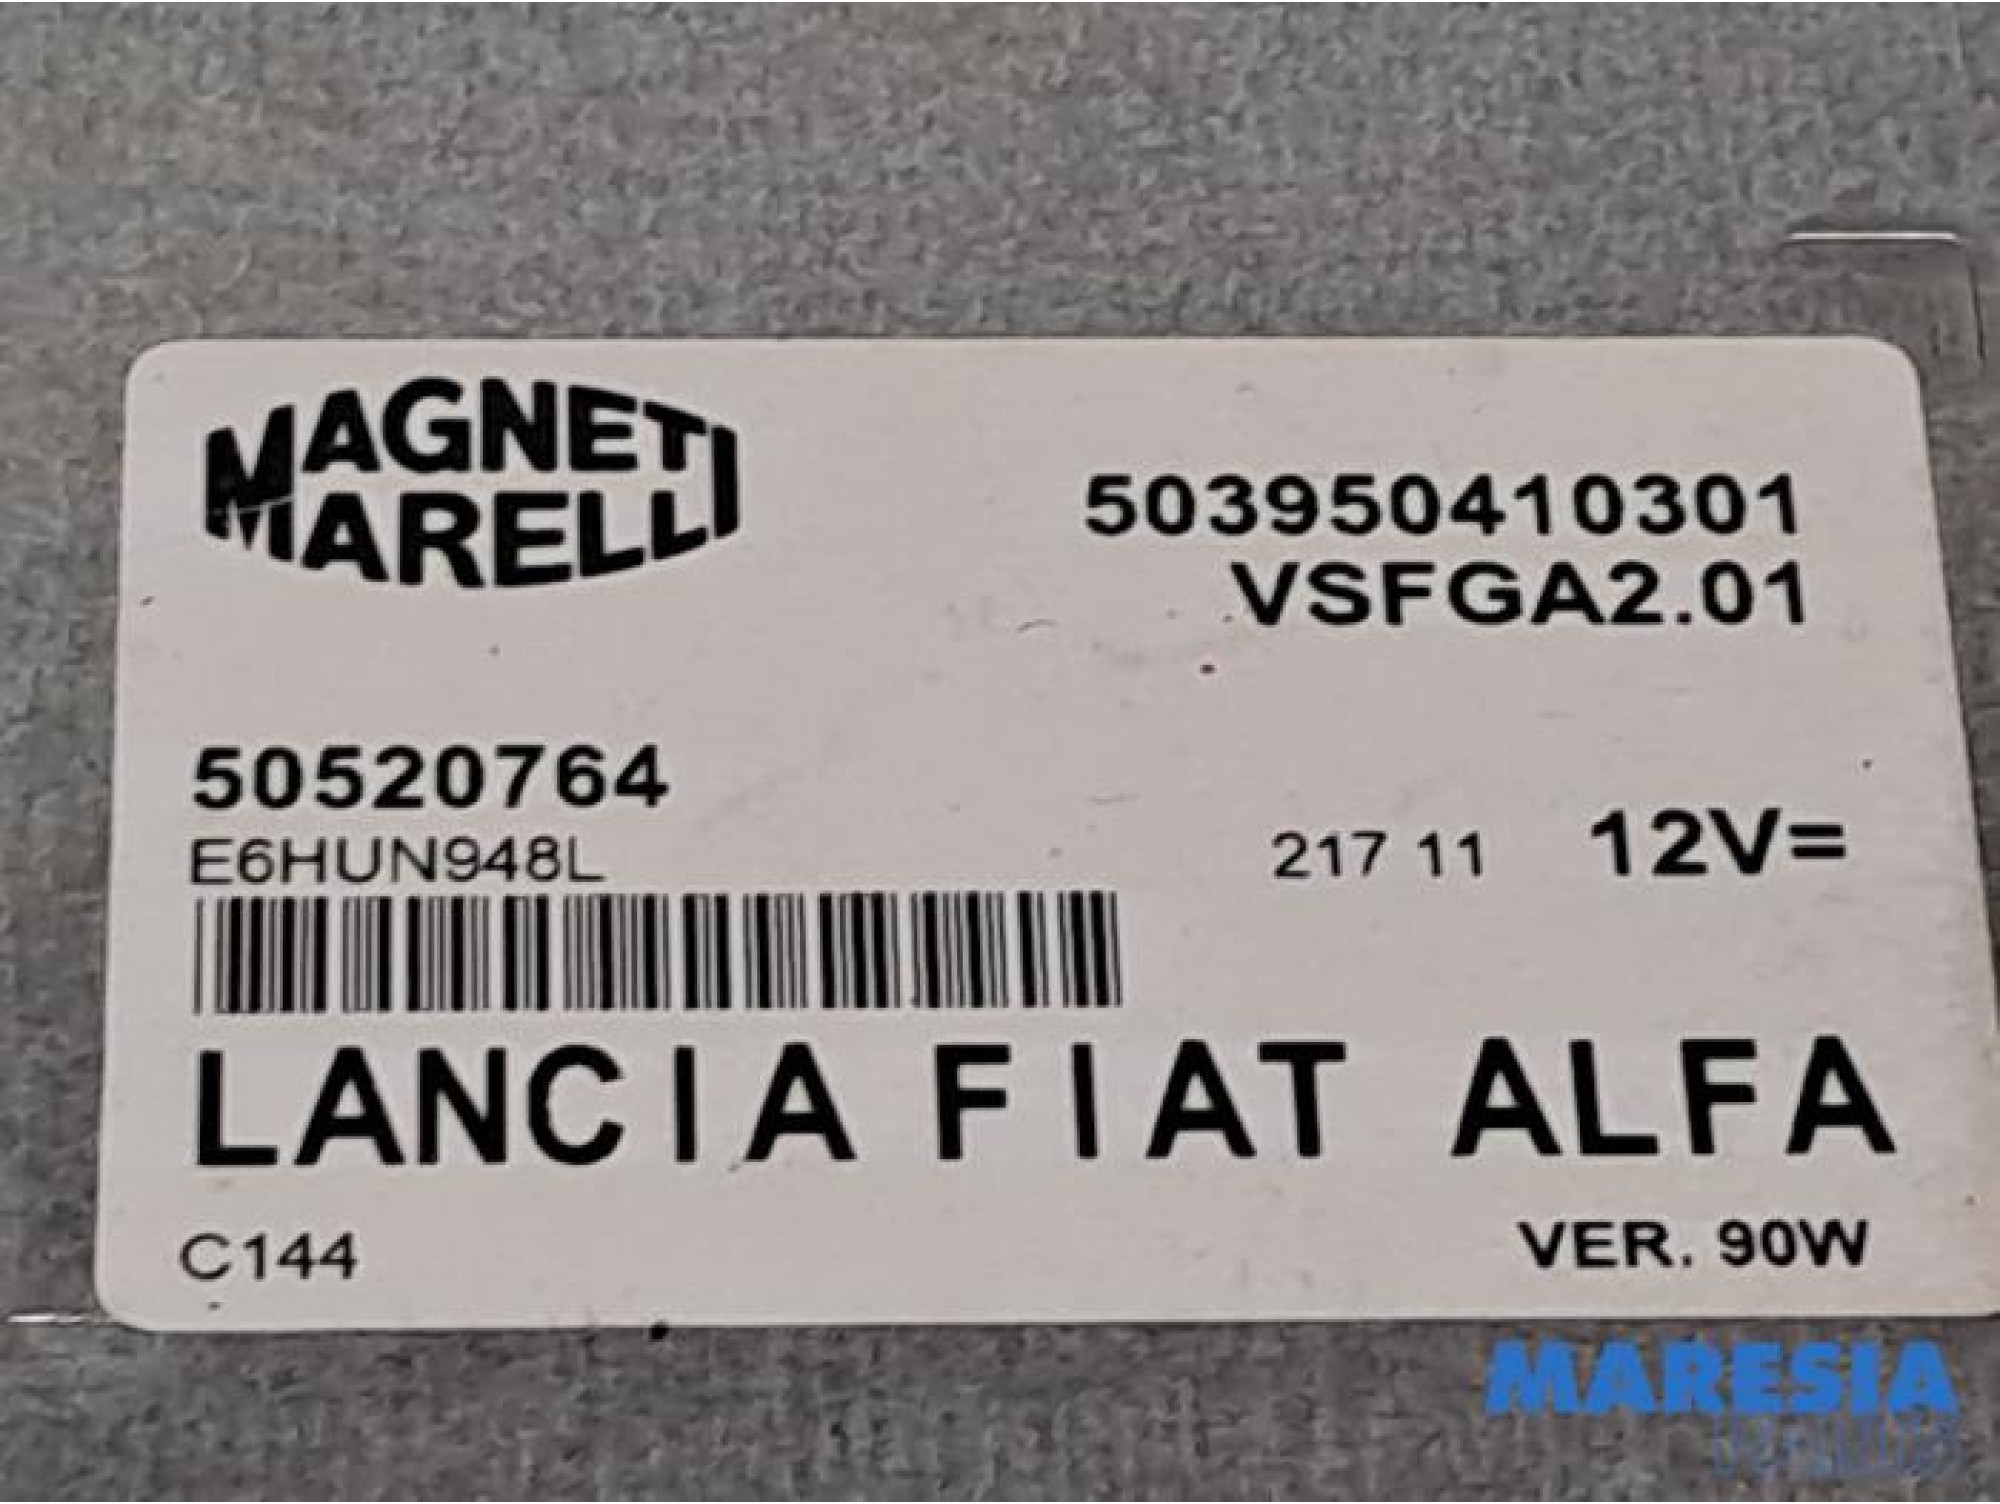 MAGNETI
MARELLI
503950410301
VSFGA2.01
50520764
E6HUN948L
217 11 12V=
LANCIA FIAT ALFA
C144
VER. 90W
MARESIA